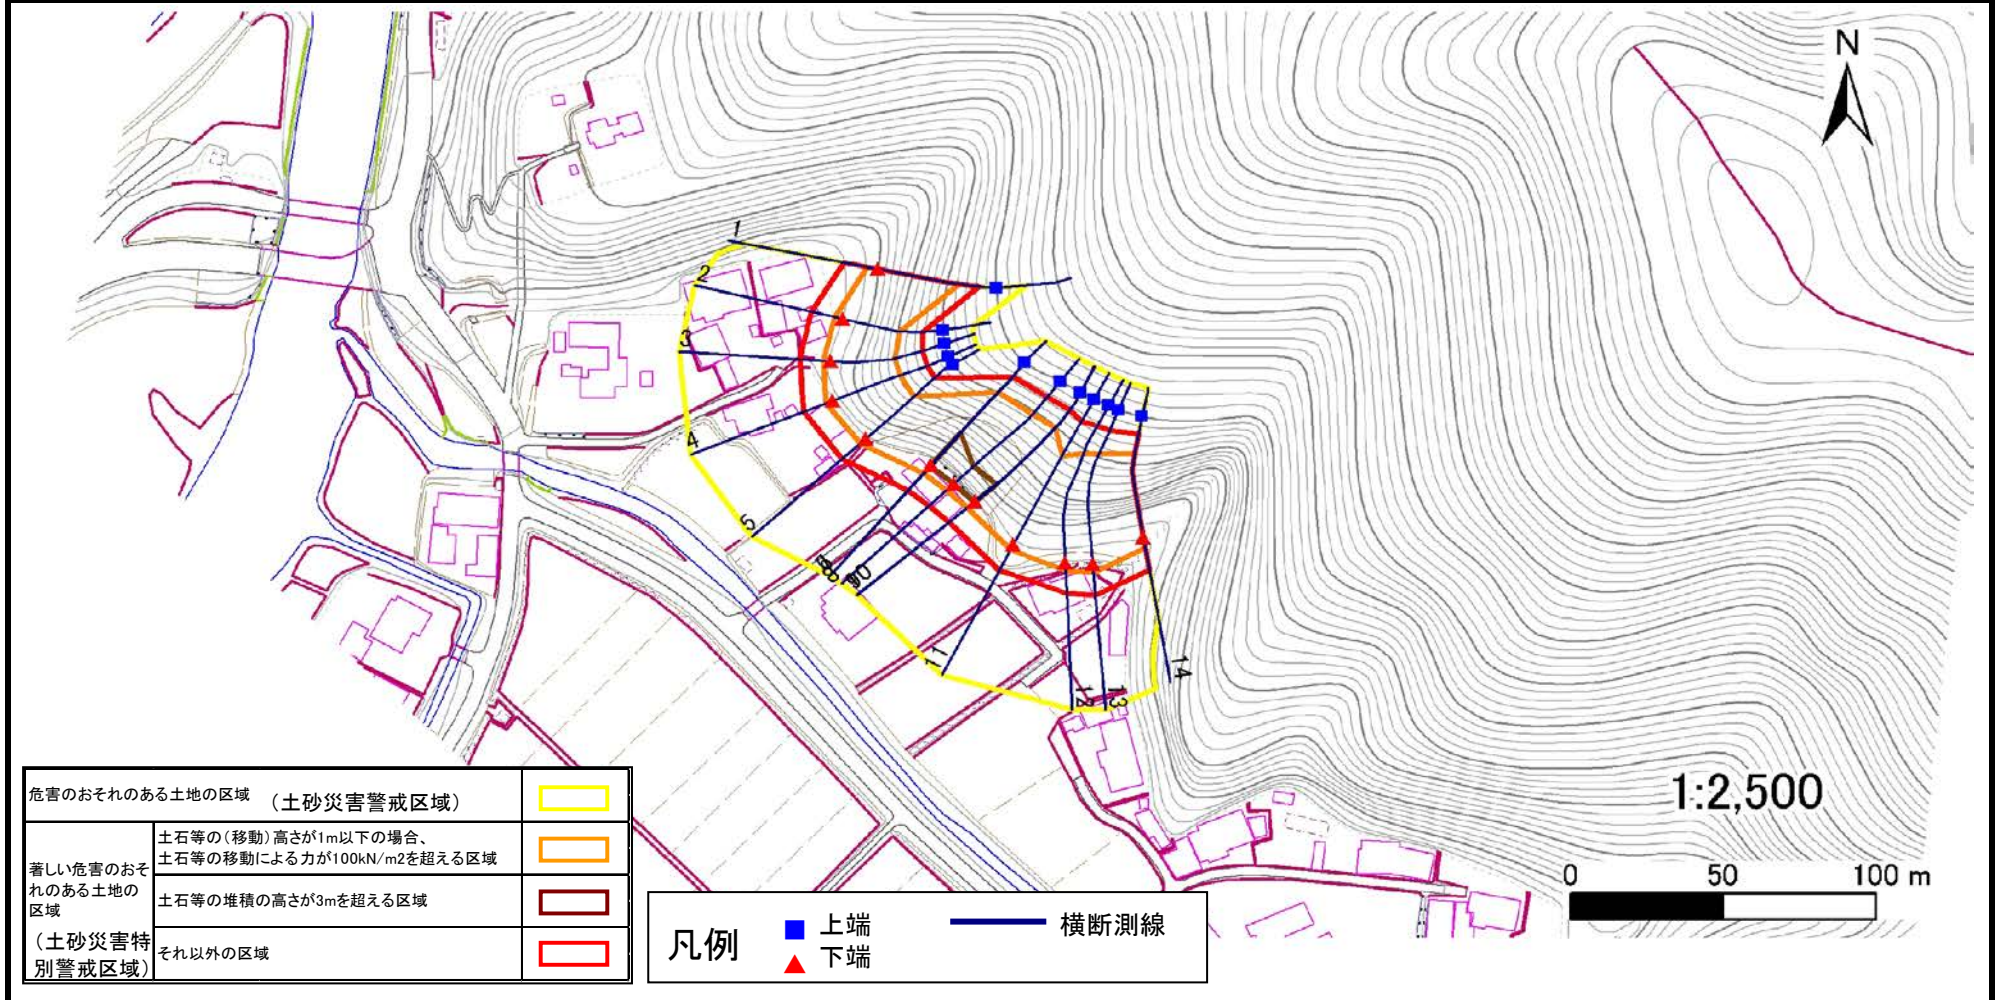 N
1
2
3
4
5
11
12
13
14
1:2,500
0 50 100 m
危害のおそれのある土地の区域 (土砂災害警戒区域)
著しい危害のおそ
れのある土地の
区域
(土砂災害特
別警戒区域)
土石等の(移動)高さが1m以下の場合、
土石等の移動による力が100kN/m2を超える区域
土石等の堆積の高さが3mを超える区域
それ以外の区域
凡例
上端
下端
横断測線